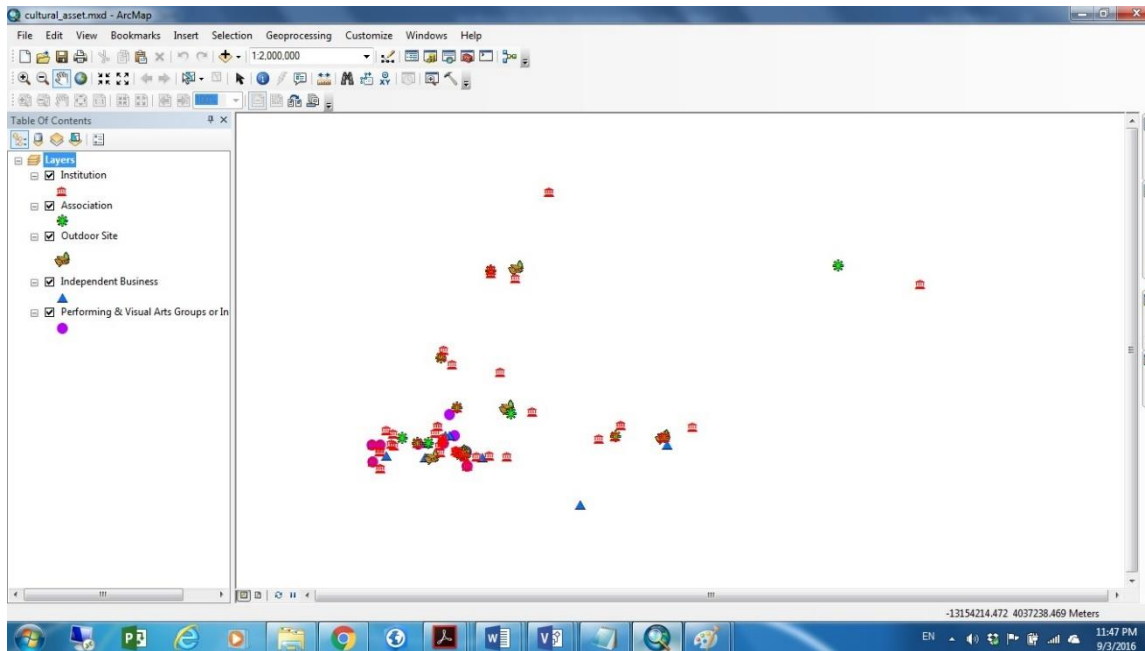 cultural_asset.mxd - ArcMap
File Edit View Bookmarks Insert Selection Geoprocessing Customize Windows Help
1:2,000,000
Table Of Contents
Layers
Institution
Association
Outdoor Site
Independent Business
Performing & Visual Arts Groups or In
-13154214.472 4037238.469 Meters
EN 11:47 PM
9/3/2016